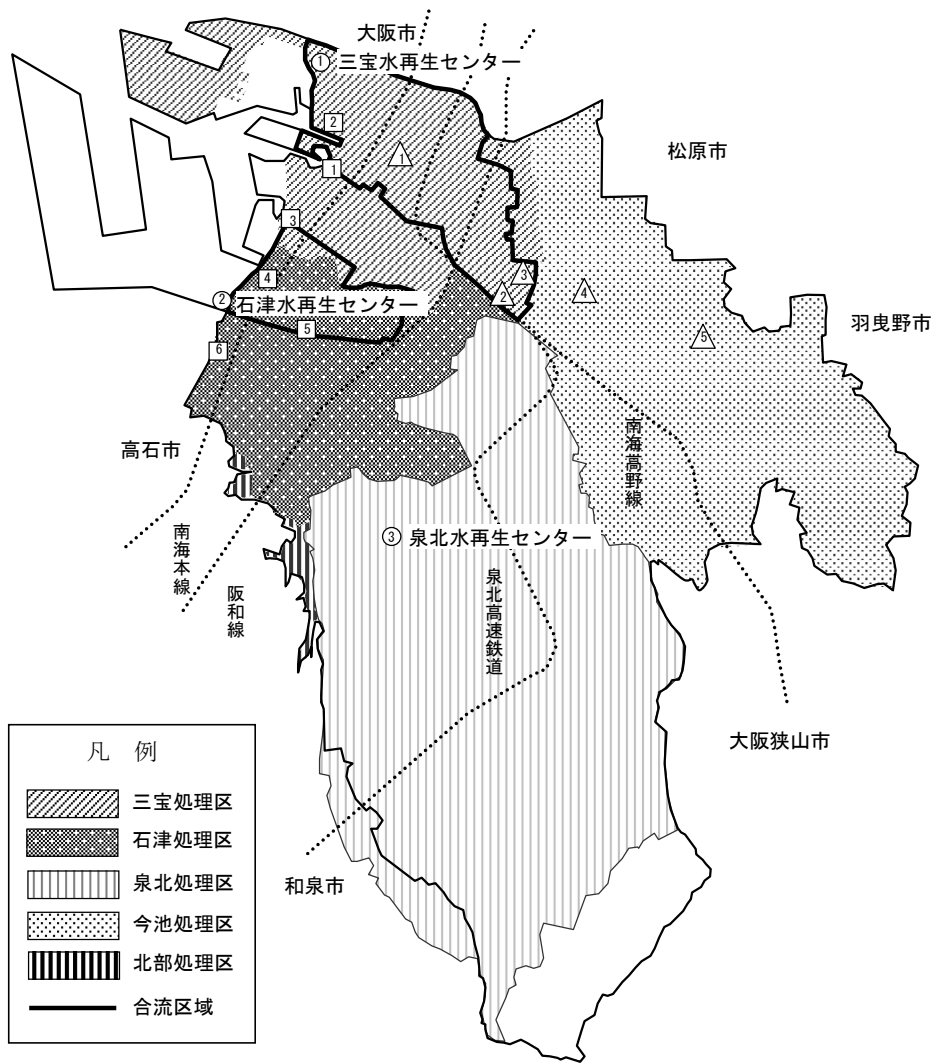 大阪市
① 三宝水再生センター
2
松原市
1
1
3
3
4
2
4
② 石津水再生センター
5
羽曳野市
5
6
高石市
南海高野線
南海本線
③ 泉北水再生センター
阪和線
泉北高速鉄道
大阪狭山市
凡 例
三宝処理区
石津処理区
泉北処理区
和泉市
今池処理区
北部処理区
合流区域